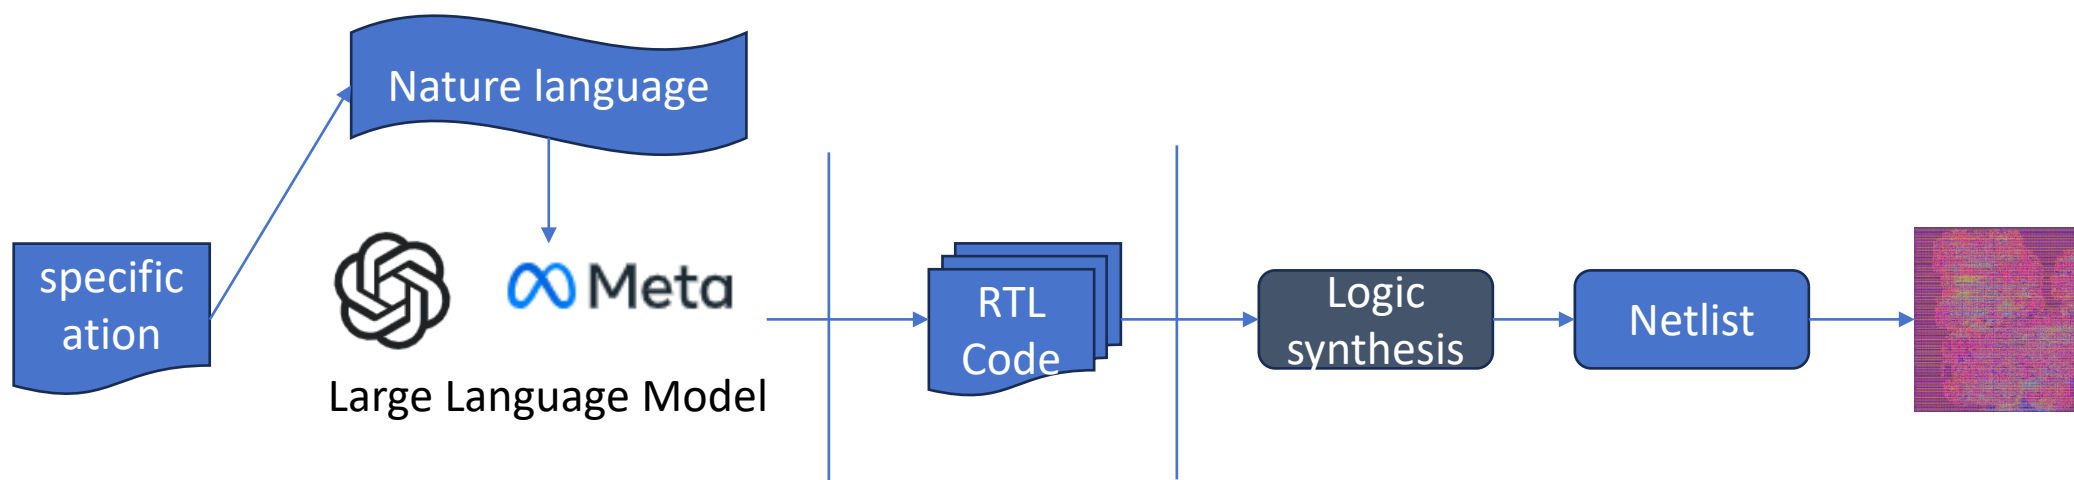 Nature language
specific
ation
Meta
Large Language Model
RTL
Code
Logic
synthesis
Netlist